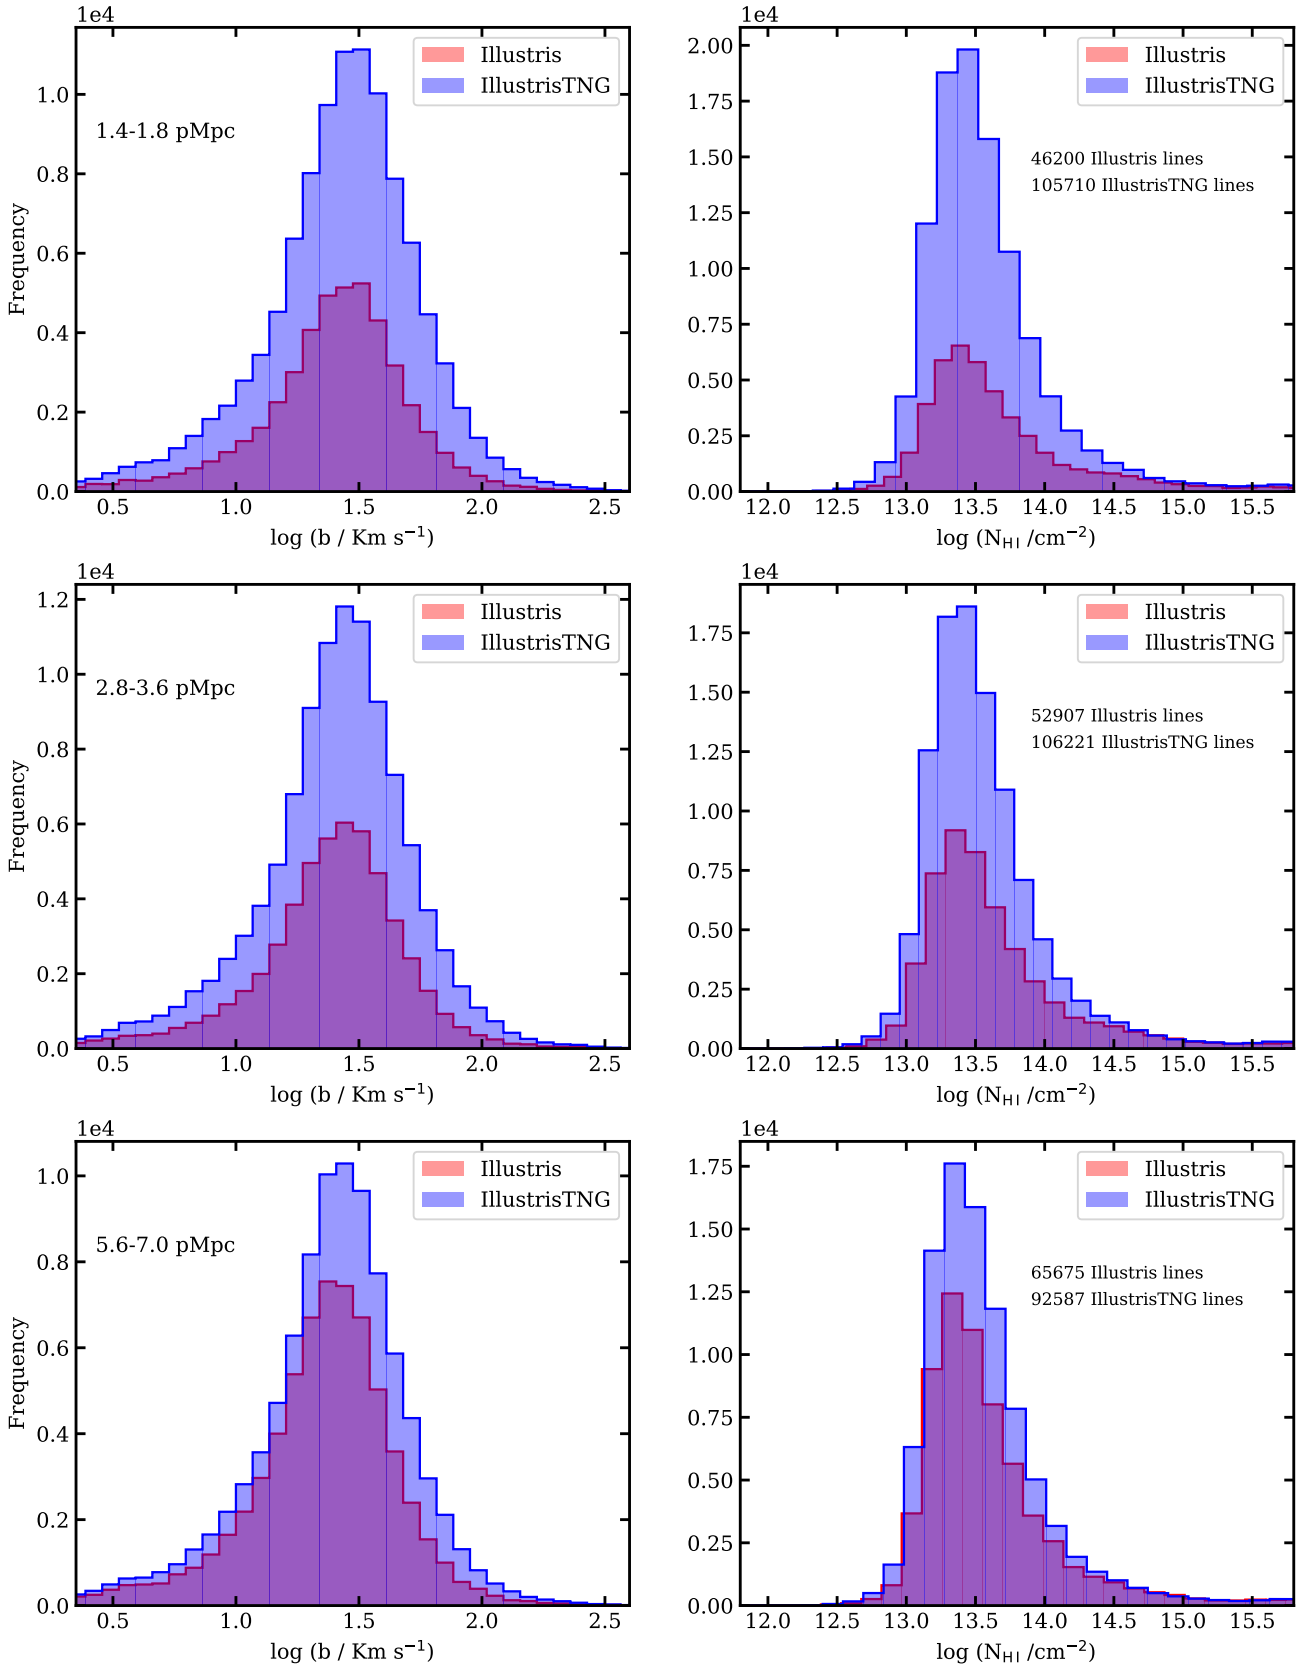 1e4
Illustris
IllustrisTNG
1.4-1.8 pMpc
Frequency
1.0
0.8
0.6
0.4
0.2
0.0
0.5 1.0 1.5 2.0 2.5
log (b / Km s⁻¹)
1e4
Illustris
IllustrisTNG
46200 Illustris lines
105710 IllustrisTNG lines
2.00
1.75
1.50
1.25
1.00
0.75
0.50
0.25
0.00
12.0 12.5 13.0 13.5 14.0 14.5 15.0 15.5
log (N_HI /cm⁻²)
1e4
Illustris
IllustrisTNG
2.8-3.6 pMpc
Frequency
1.2
1.0
0.8
0.6
0.4
0.2
0.0
0.5 1.0 1.5 2.0 2.5
log (b / Km s⁻¹)
1e4
Illustris
IllustrisTNG
52907 Illustris lines
106221 IllustrisTNG lines
1.75
1.50
1.25
1.00
0.75
0.50
0.25
0.00
12.0 12.5 13.0 13.5 14.0 14.5 15.0 15.5
log (N_HI /cm⁻²)
1e4
Illustris
IllustrisTNG
5.6-7.0 pMpc
Frequency
1.0
0.8
0.6
0.4
0.2
0.0
0.5 1.0 1.5 2.0 2.5
log (b / Km s⁻¹)
1e4
Illustris
IllustrisTNG
65675 Illustris lines
92587 IllustrisTNG lines
1.75
1.50
1.25
1.00
0.75
0.50
0.25
0.00
12.0 12.5 13.0 13.5 14.0 14.5 15.0 15.5
log (N_HI /cm⁻²)